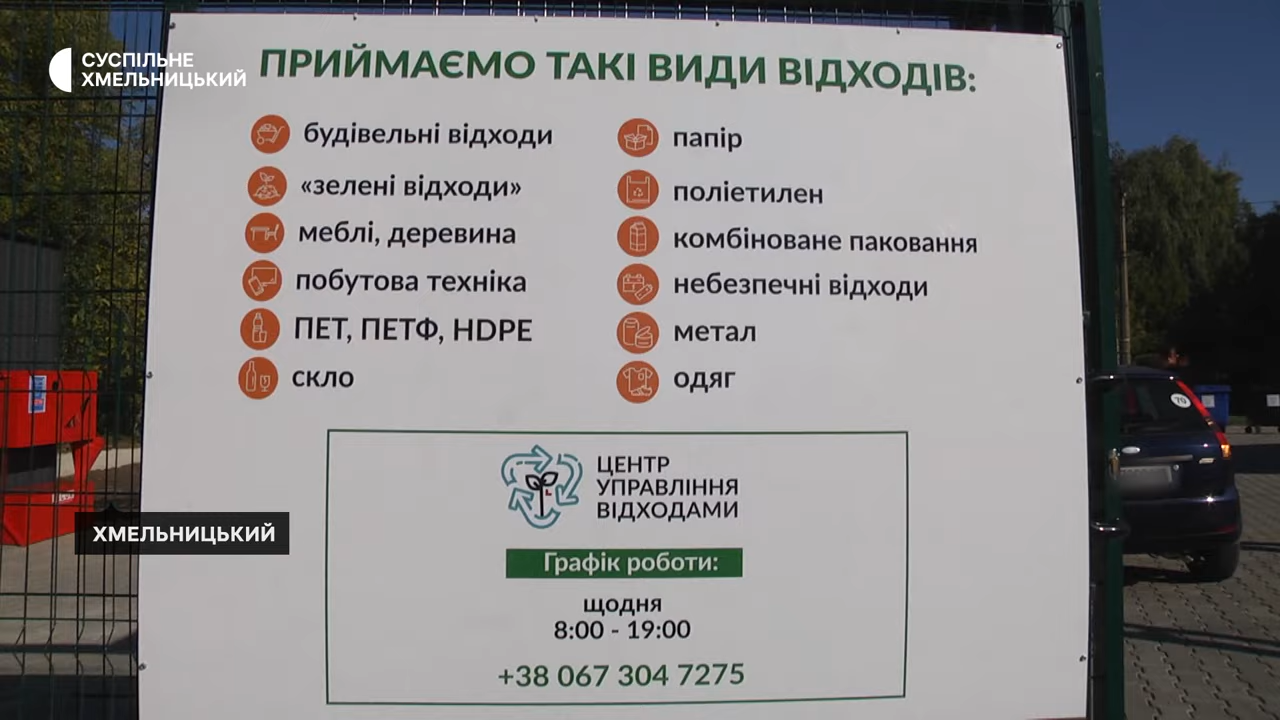 СУСПІЛЬНЕ
ХМЕЛЬНИЦЬКИЙ
ПРИЙМАЄМО ТАКІ ВИДИ ВІДХОДІВ:
будівельні відходи
«зелені відходи»
меблі, деревина
побутова техніка
ПЕТ, ПЕТФ, HDPE
скло
папір
поліетилен
комбіноване паковання
небезпечні відходи
метал
одяг
ЦЕНТР
УПРАВЛІННЯ
ВІДХОДАМИ
Графік роботи:
щодня
8:00 - 19:00
+38 067 304 7275
ХМЕЛЬНИЦЬКИЙ
70